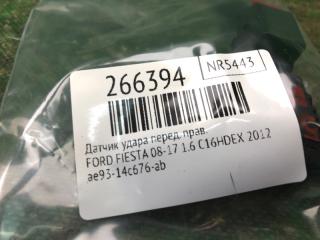 NR5443
266394
Датчик удара перед. прав.
FORD FIESTA 08-17 1.6 C16HDEX 2012
ae93-14c676-ab